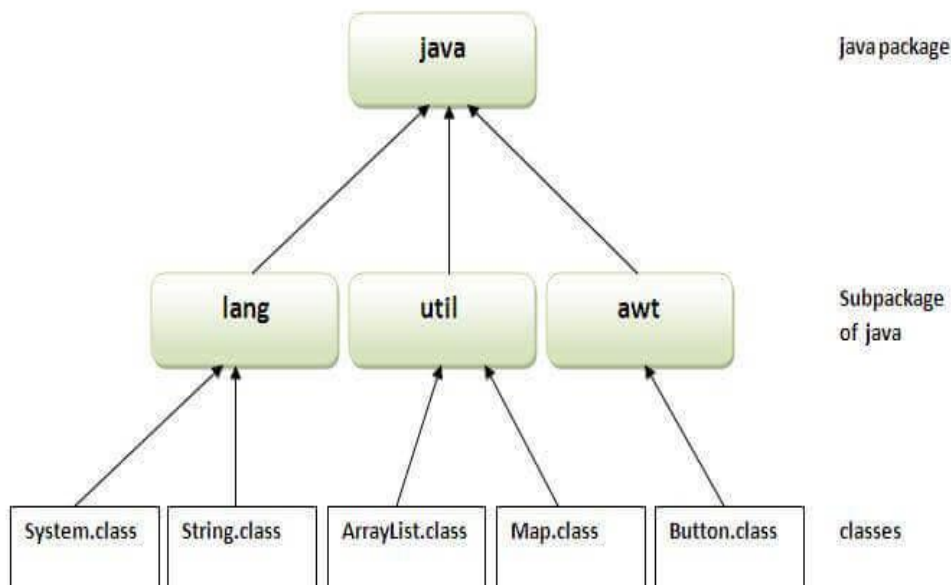 java
java package
lang
util
awt
Subpackage
of java
System.class
String.class
ArrayList.class
Map.class
Button.class
classes